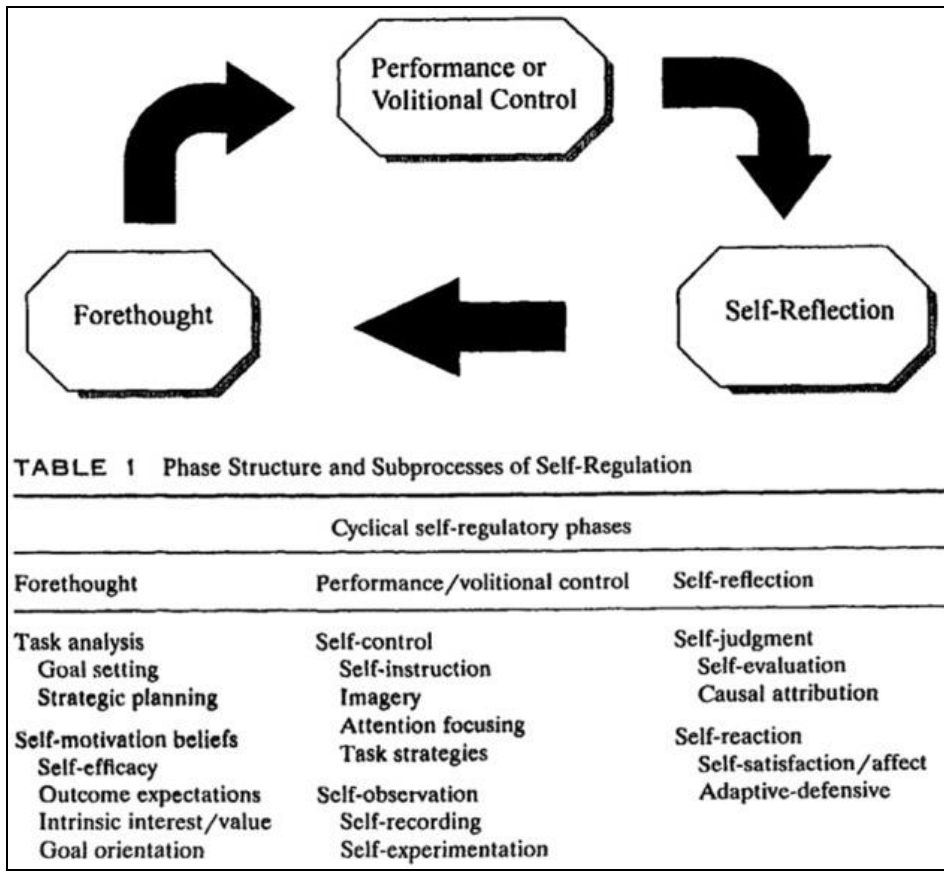 Performance or
Volitional Control
Forethought
Self-Reflection
TABLE 1 Phase Structure and Subprocesses of Self-Regulation
Cyclical self-regulatory phases
Forethought Performance/volitional control Self-reflection
Task analysis Self-control Self-judgment
Goal setting Self-instruction Self-evaluation
Strategic planning Imagery Causal attribution
Attention focusing
Self-motivation beliefs Task strategies Self-reaction
Self-efficacy Self-satisfaction/affect
Outcome expectations Self-observation Adaptive-defensive
Intrinsic interest/value Self-recording
Goal orientation Self-experimentation